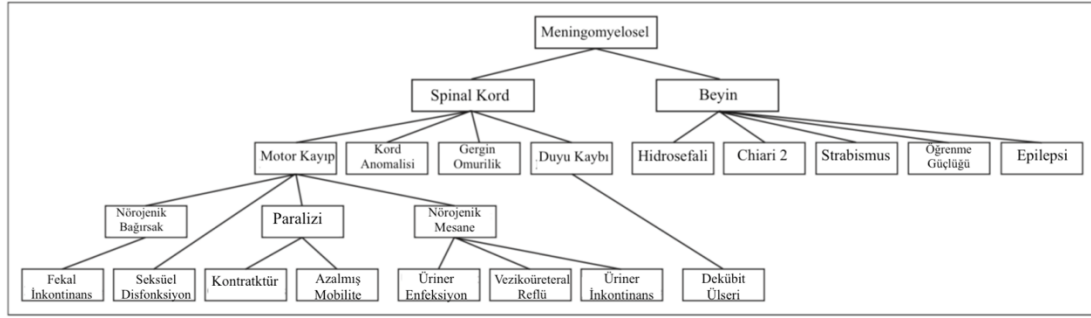 Meningomyelosel
Spinal Kord
Beyin
Motor Kayıp
Kord
Anomalisi
Gergin
Omurilik
Duyu Kaybı
Hidrosefali
Chiari 2
Strabismus
Öğrenme
Güçlüğü
Epilepsi
Nörojenik
Bağırsak
Paralizi
Nörojenik
Mesane
Fekal
İnkontinans
Seksüel
Disfonksiyon
Kontratktür
Azalmış
Mobilite
Üriner
Enfeksiyon
Vezikoüreteral
Reflü
Üriner
İnkontinans
Dekübit
Ülseri